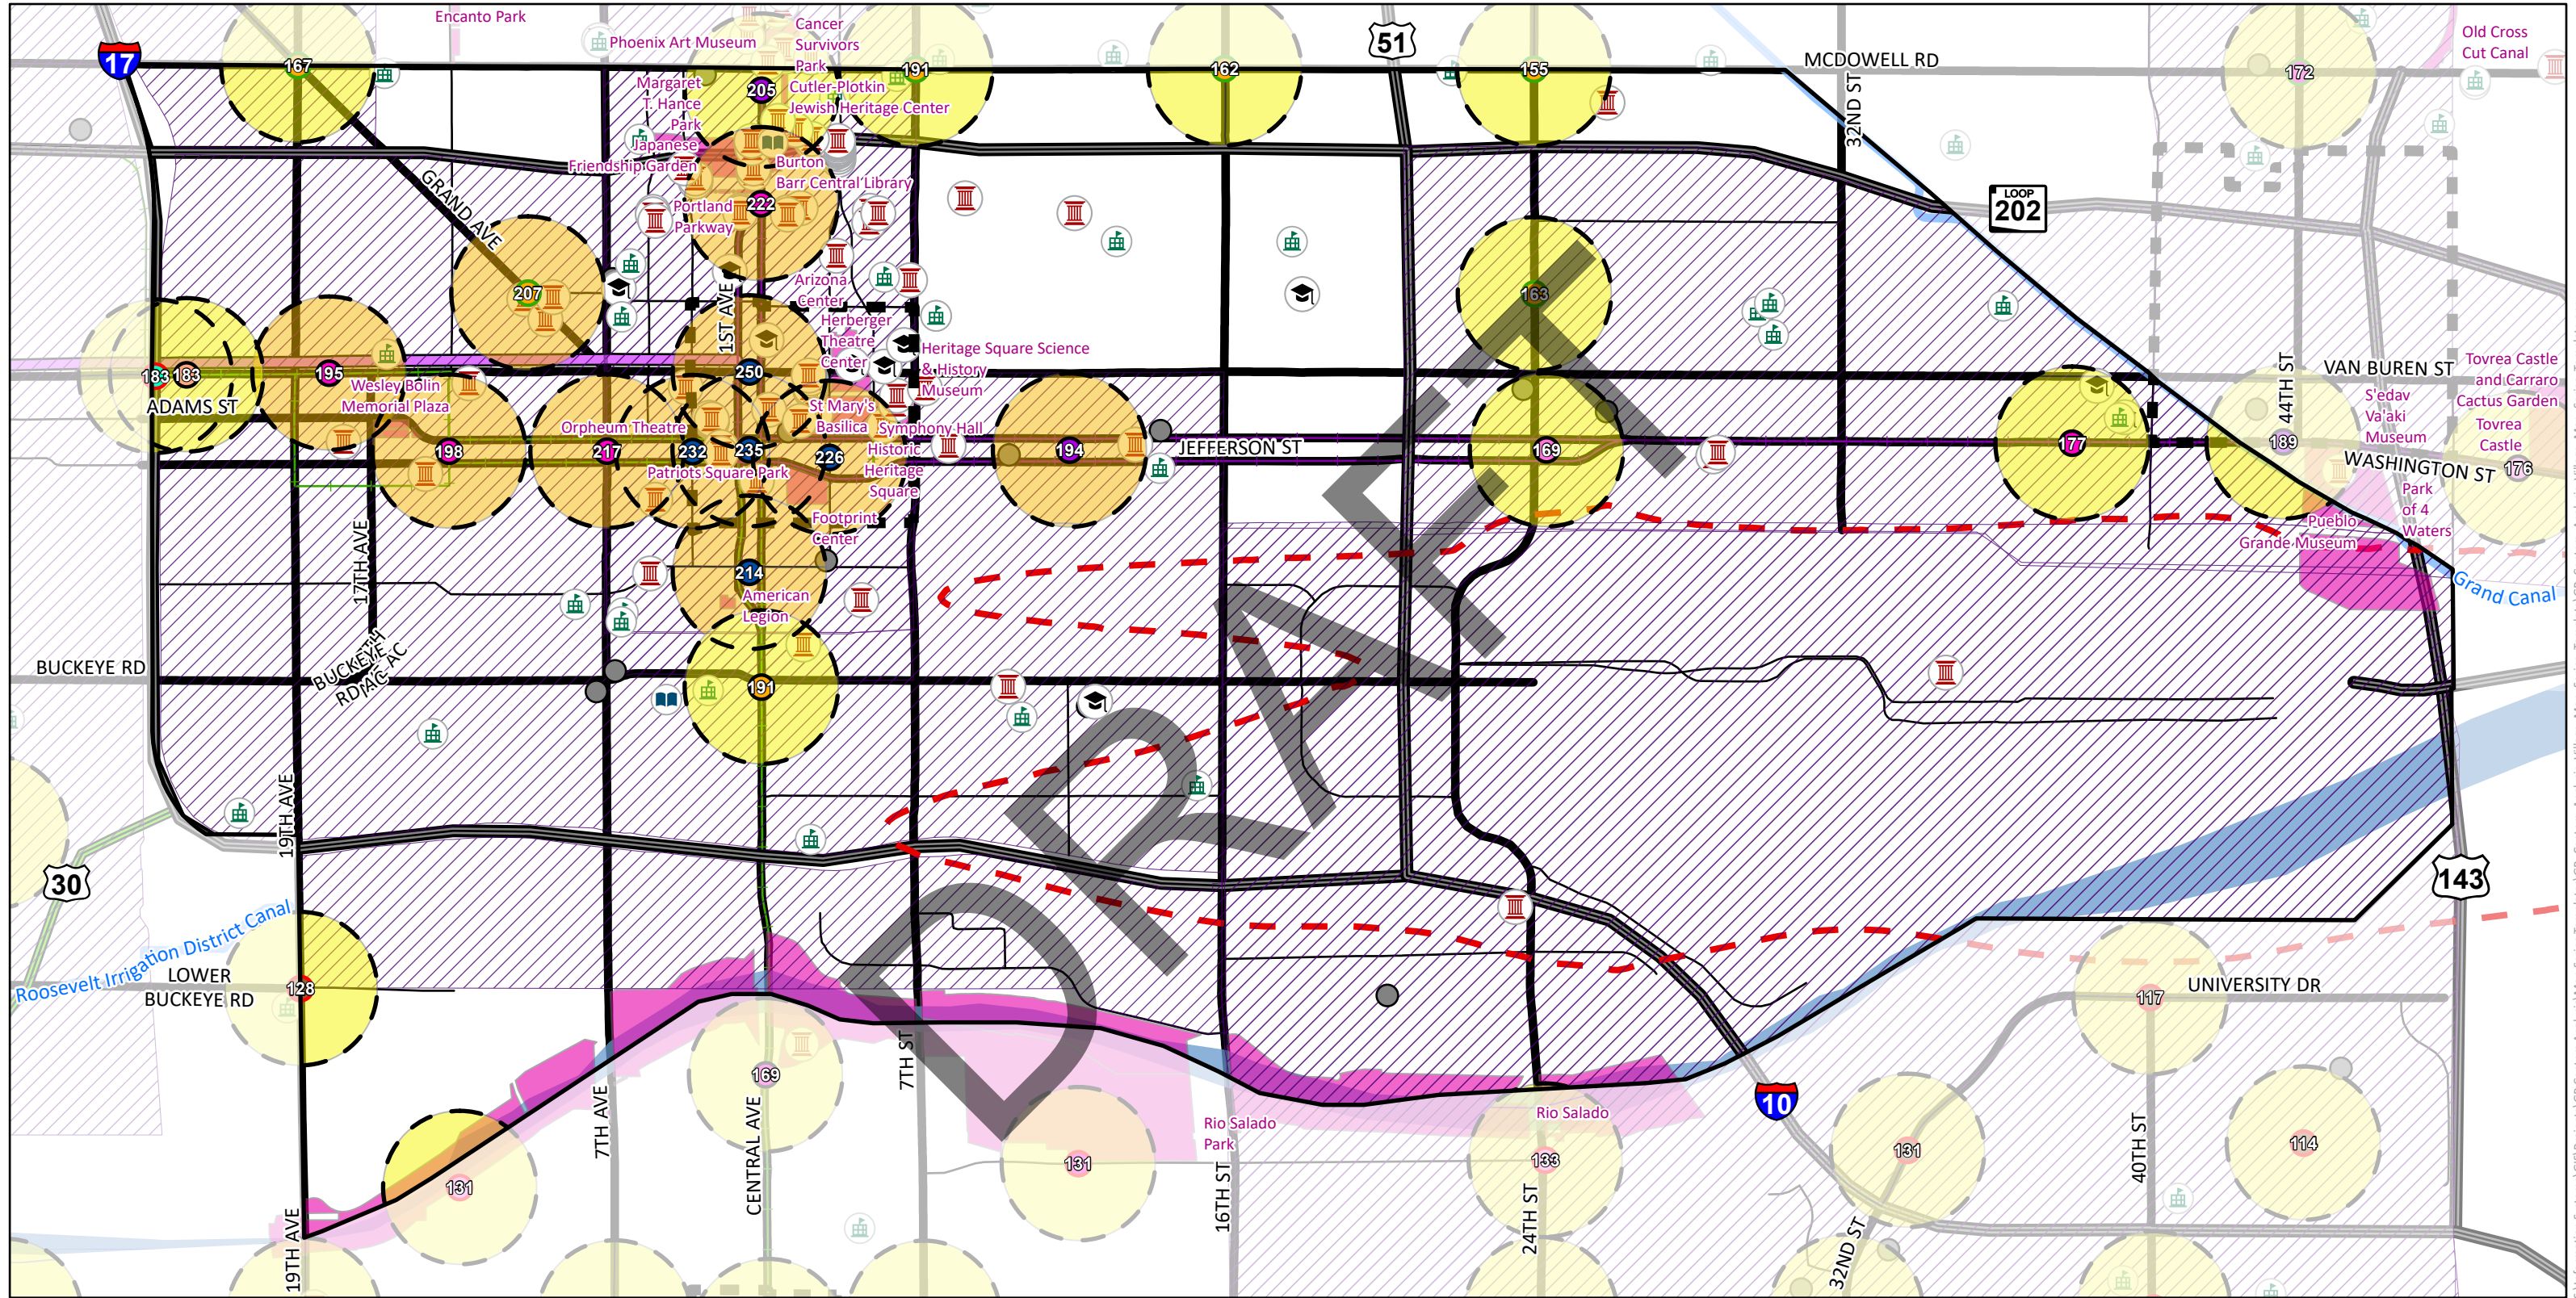 Encanto Park
Phoenix Art Museum
Cancer
Survivors
Park
51
MCDOWELL RD
Old Cross
Cut Canal
17
167
191
162
155
172
Margaret
T. Hance
Park
205
Cutler-Plotkin
Jewish Heritage Center
32ND ST
Japanese
Friendship Garden
Burton
Barr Central Library
GRAND AVE
Portland
Parkway
222
LOOP
202
207
1ST AVE
Arizona
Center
163
Herberger
Theatre
Center
Heritage Square Science
& History
Museum
44TH ST
VAN BUREN ST
Tovrea Castle
and Carraro
Cactus Garden
183
183
195
250
Wesley Bolin
Memorial Plaza
ADAMS ST
St Mary's
Basilica
S'edav
Va'aki
Museum
Tovrea
Castle
Orpheum Theatre
Symphony Hall
198
217
232
235
226
194
JEFFERSON ST
169
177
189
WASHINGTON ST
176
Patriots Square Park
Historic
Heritage
Square
Park
of 4
Waters
Footprint
Center
Pueblo
Grande Museum
17TH AVE
214
American
Legion
Grand Canal
BUCKEYE RD
BUCKEYE
RD AC
191
DRAFT
19TH AVE
30
143
Roosevelt Irrigation District Canal
LOWER
BUCKEYE RD
128
UNIVERSITY DR
117
7TH ST
169
7TH AVE
CENTRAL AVE
Rio Salado
Park
Rio Salado
10
131
131
133
131
114
16TH ST
24TH ST
40TH ST
19TH AVE
32ND ST